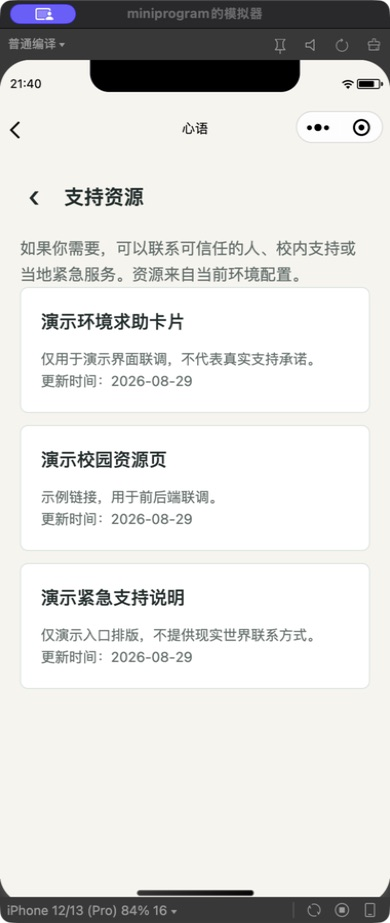 miniprogram的模拟器
普通编译
21:40
心语
支持资源
如果你需要，可以联系可信任的人、校内支持或
当地紧急服务。资源来自当前环境配置。
演示环境求助卡片
仅用于演示界面联调，不代表真实支持承诺。
更新时间：2026-08-29
演示校园资源页
示例链接，用于前后端联调。
更新时间：2026-08-29
演示紧急支持说明
仅演示入口排版，不提供现实世界联系方式。
更新时间：2026-08-29
iPhone 12/13 (Pro) 84% 16